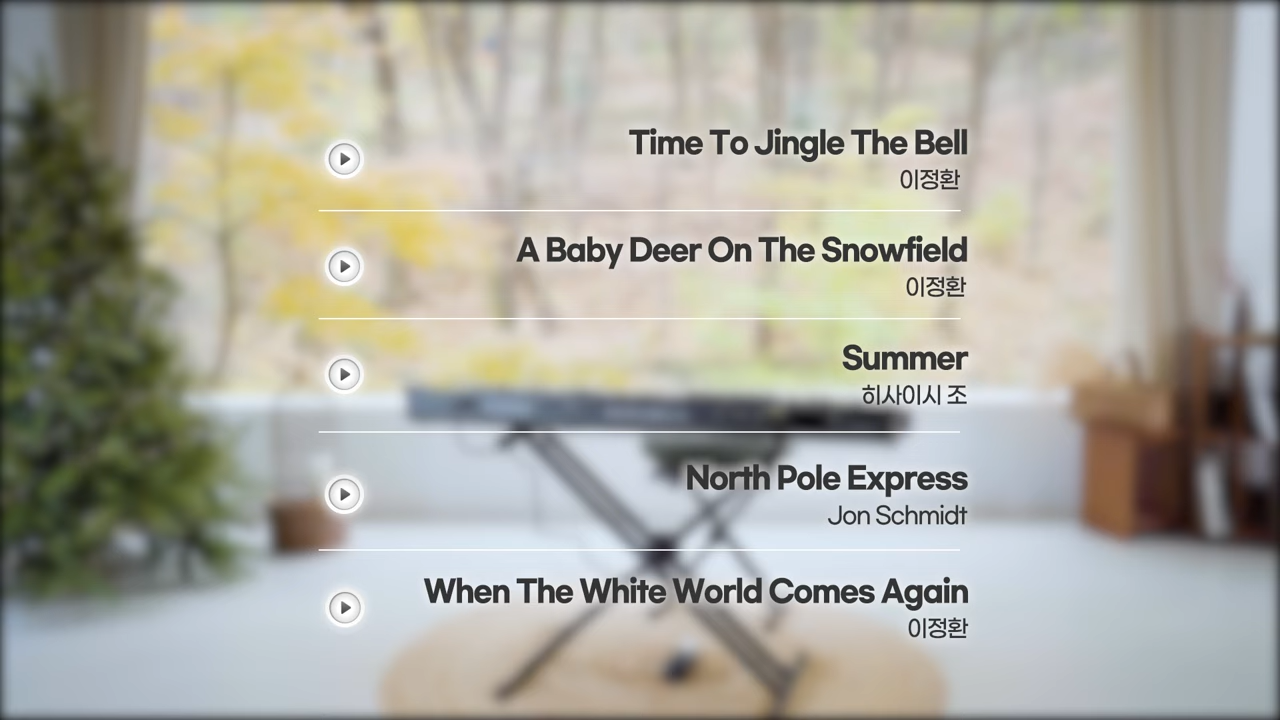 Time To Jingle The Bell
이정환
A Baby Deer On The Snowfield
이정환
Summer
히사이시 조
North Pole Express
Jon Schmidt
When The White World Comes Again
이정환